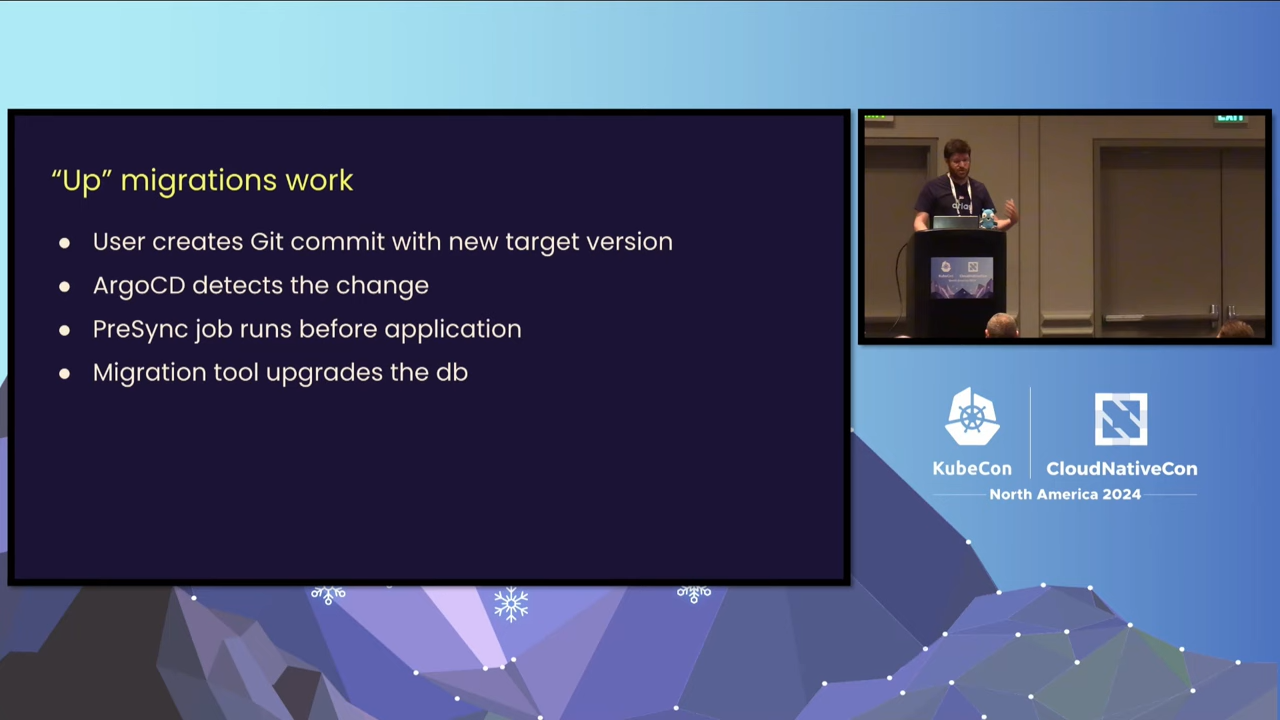 “Up” migrations work
● User creates Git commit with new target version
● ArgoCD detects the change
● PreSync job runs before application
● Migration tool upgrades the db
EXIT
KubeCon
CloudNativeCon
North America 2024